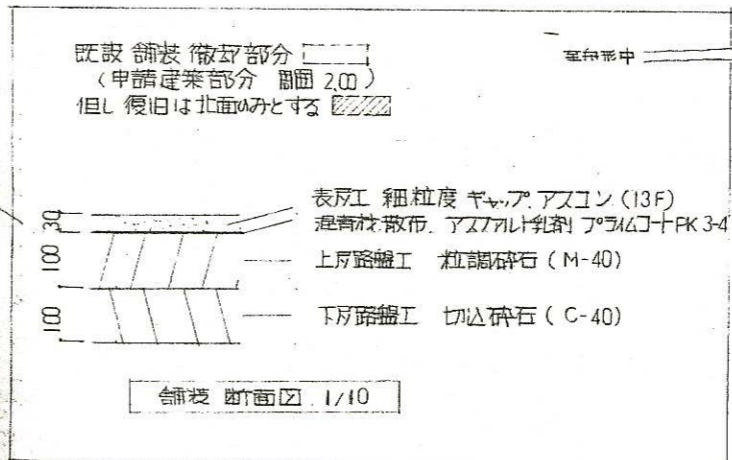 既設 舗装 撤去部分
(申請建築部分 周囲 2,00)
但し 復旧は北面のみとする
表層工 細粒度 ギャップ アスコン (13F)
瀝青材散布 アスファルト乳剤 プライムコート PK 3-4
上層路盤工 粒調砕石 (M-40)
下層路盤工 切込砕石 (C-40)
30
100
100
舗装 断面図 1/10